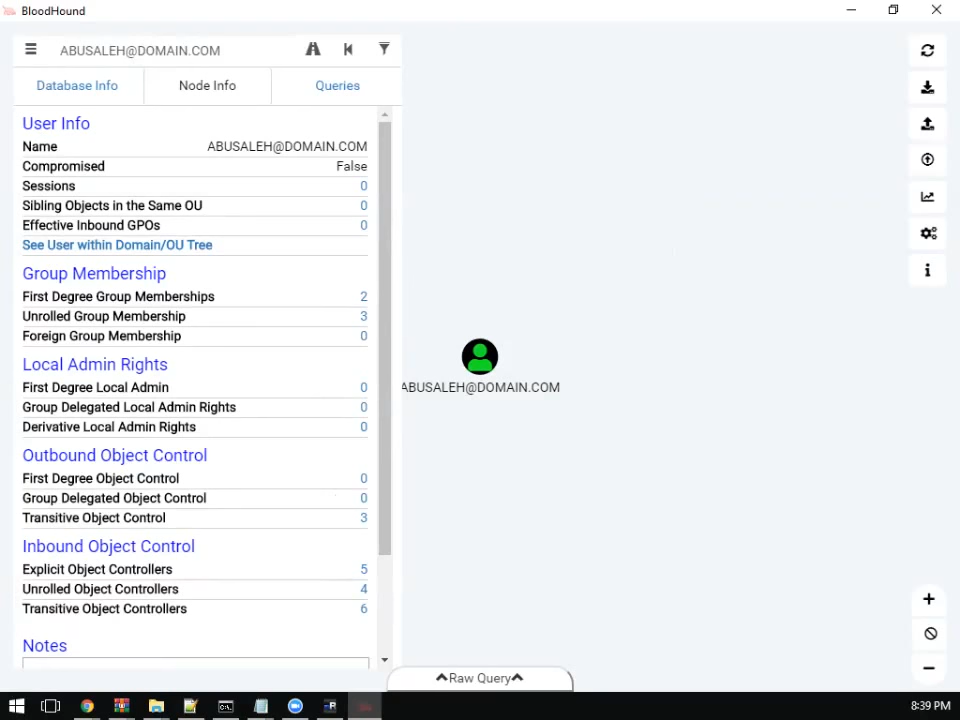 BloodHound
ABUSALEH@DOMAIN.COM
Database Info Node Info Queries
User Info
Name ABUSALEH@DOMAIN.COM
Compromised False
Sessions 0
Sibling Objects in the Same OU 0
Effective Inbound GPOs 0
See User within Domain/OU Tree
Group Membership
First Degree Group Memberships 2
Unrolled Group Membership 3
Foreign Group Membership 0
Local Admin Rights
First Degree Local Admin 0
Group Delegated Local Admin Rights 0
Derivative Local Admin Rights 0
Outbound Object Control
First Degree Object Control 0
Group Delegated Object Control 0
Transitive Object Control 3
Inbound Object Control
Explicit Object Controllers 5
Unrolled Object Controllers 4
Transitive Object Controllers 6
Notes
ABUSALEH@DOMAIN.COM
Raw Query
8:39 PM